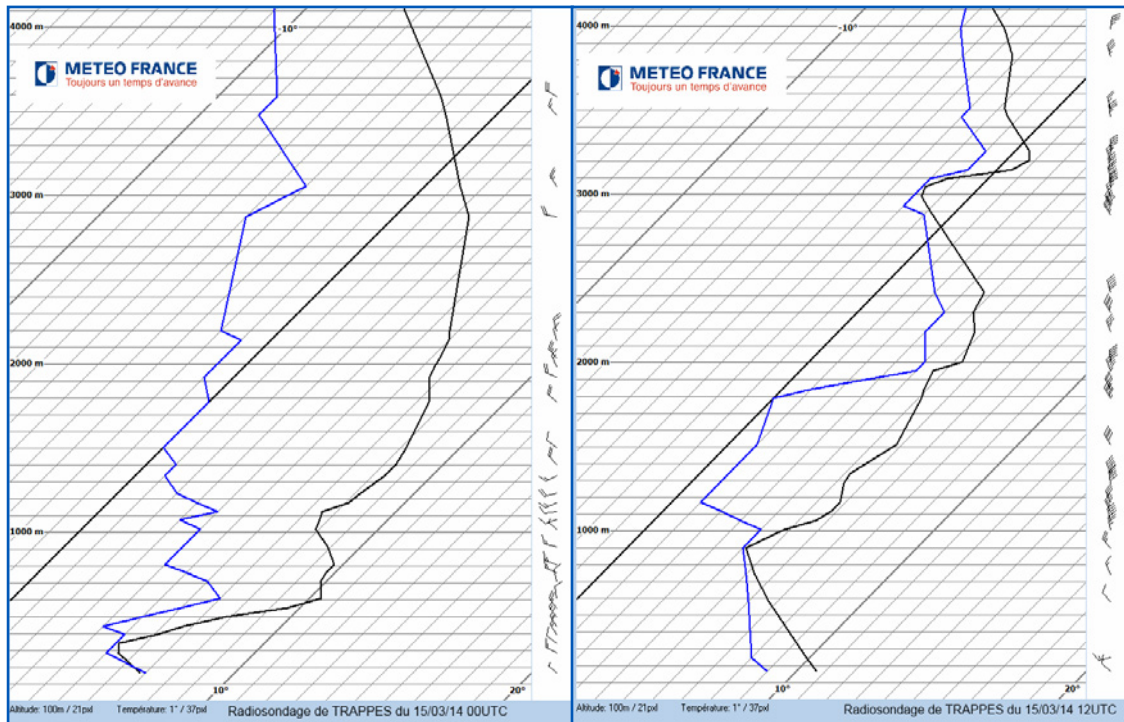 4000 m
-10°
METEO FRANCE
Toujours un temps d'avance
3000 m
2000 m
1000 m
10°
20°
Altitude: 100m / 21pxl
Température: 1° / 37pxl
Radiosondage de TRAPPES du 15/03/14 00UTC
4000 m
-10°
METEO FRANCE
Toujours un temps d'avance
3000 m
2000 m
1000 m
10°
20°
Altitude: 100m / 21pxl
Température: 1° / 37pxl
Radiosondage de TRAPPES du 15/03/14 12UTC